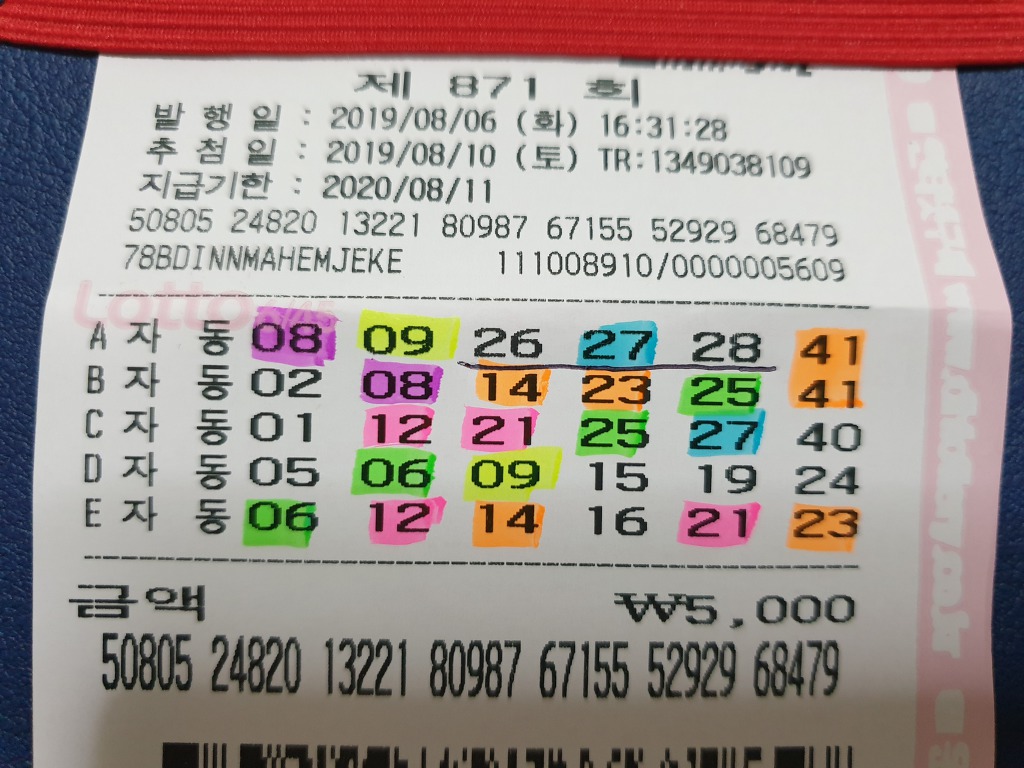 제 871 회
발 행 일 : 2019/08/06 (화) 16:31:28
추 첨 일 : 2019/08/10 (토) TR:1349038109
지급기한 : 2020/08/11
50805 24820 13221 80987 67155 52929 68479
78BDINNMAHEMJEKE 111008910/0000005609
Lotto 6/45
A 자 동 08 09 26 27 28 41
B 자 동 02 08 14 23 25 41
C 자 동 01 12 21 25 27 40
D 자 동 05 06 09 15 19 24
E 자 동 06 12 14 16 21 23
금액 ₩5,000
50805 24820 13221 80987 67155 52929 68479